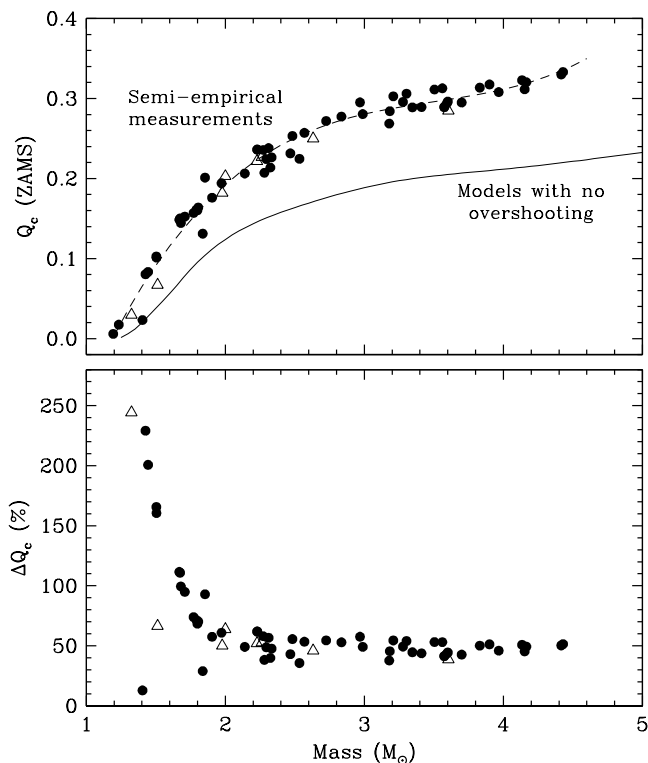 0.4
0.3
0.2
0.1
0.0
Q_c (ZAMS)
Semi-empirical
measurements
Models with no
overshooting
250
200
150
100
50
0
ΔQ_c (%)
1 2 3 4 5
Mass (M_⊙)